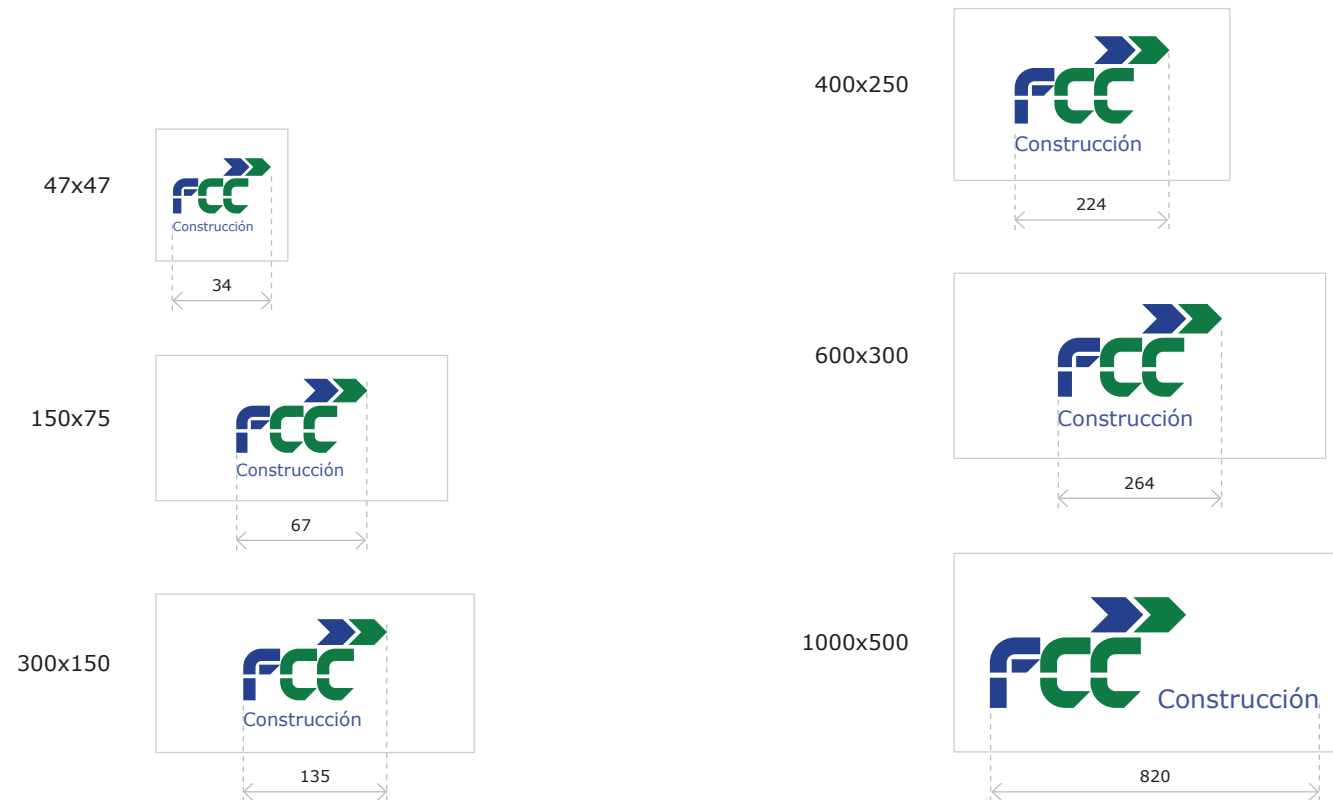 47x47
FCC
Construcción
34
150x75
FCC
Construcción
67
300x150
FCC
Construcción
135
400x250
FCC
Construcción
224
600x300
FCC
Construcción
264
1000x500
FCC
Construcción
820